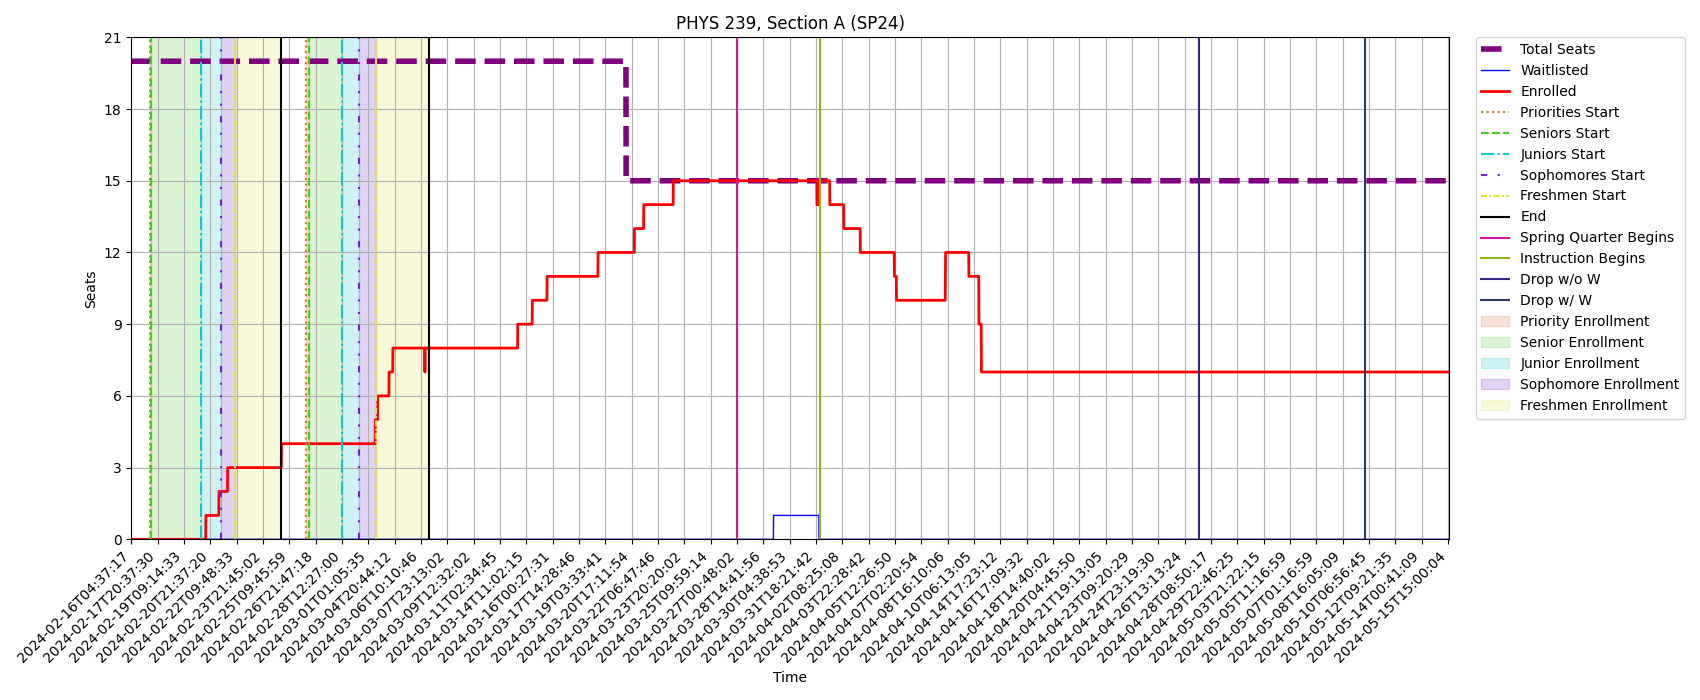 PHYS 239, Section A (SP24)
Seats
21
18
15
12
9
6
3
0
2024-02-16T04:37:17
2024-02-17T20:37:30
2024-02-19T09:14:33
2024-02-20T21:37:20
2024-02-22T09:48:33
2024-02-23T21:45:02
2024-02-25T09:45:59
2024-02-26T21:47:18
2024-02-28T12:27:00
2024-03-01T01:05:35
2024-03-04T20:44:12
2024-03-06T10:10:46
2024-03-07T23:13:02
2024-03-09T12:32:02
2024-03-11T02:34:45
2024-03-14T11:02:15
2024-03-16T00:27:31
2024-03-17T14:28:46
2024-03-19T03:33:41
2024-03-20T17:11:54
2024-03-22T06:47:46
2024-03-23T20:20:02
2024-03-25T09:59:14
2024-03-27T00:48:02
2024-03-28T14:41:56
2024-03-30T04:38:53
2024-03-31T18:21:42
2024-04-02T08:25:08
2024-04-03T22:28:42
2024-04-05T12:26:50
2024-04-07T02:20:54
2024-04-08T16:10:06
2024-04-10T06:13:05
2024-04-14T17:23:12
2024-04-16T17:09:32
2024-04-18T14:40:02
2024-04-20T04:45:50
2024-04-21T19:13:05
2024-04-23T09:20:29
2024-04-24T23:19:30
2024-04-26T13:13:24
2024-04-28T08:50:17
2024-04-29T22:46:25
2024-05-03T21:22:15
2024-05-05T11:16:59
2024-05-07T01:16:59
2024-05-08T16:05:09
2024-05-10T06:56:45
2024-05-12T09:21:35
2024-05-14T00:41:09
2024-05-15T15:00:04
Time
Total Seats
Waitlisted
Enrolled
Priorities Start
Seniors Start
Juniors Start
Sophomores Start
Freshmen Start
End
Spring Quarter Begins
Instruction Begins
Drop w/o W
Drop w/ W
Priority Enrollment
Senior Enrollment
Junior Enrollment
Sophomore Enrollment
Freshmen Enrollment